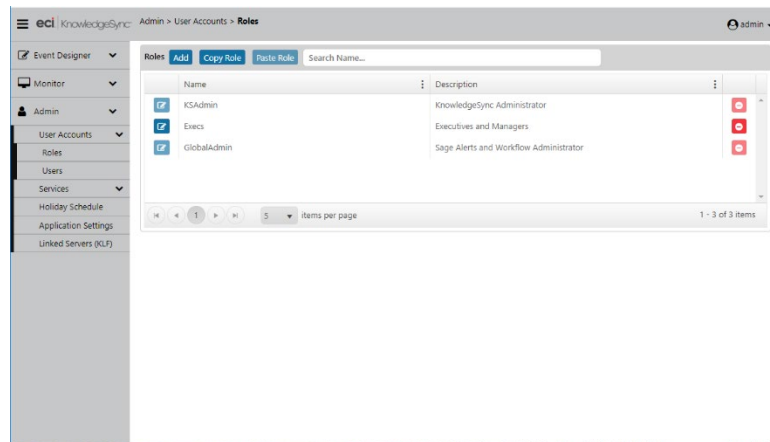 eci KnowledgeSync
Admin > User Accounts > Roles
admin
Event Designer
Monitor
Admin
User Accounts
Roles
Users
Services
Holiday Schedule
Application Settings
Linked Servers (KLF)
Roles Add Copy Role Paste Role Search Name...
Name Description
KSAdmin KnowledgeSync Administrator
Execs Executives and Managers
GlobalAdmin Sage Alerts and Workflow Administrator
1 5 items per page 1 - 3 of 3 items